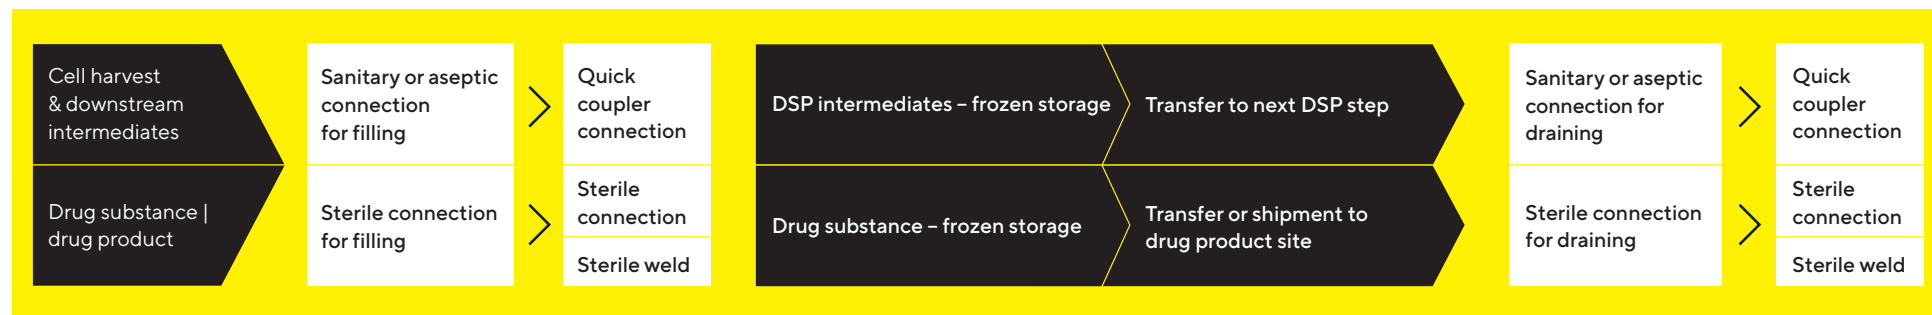 Cell harvest
& downstream
intermediates
Sanitary or aseptic
connection
for filling
Quick
coupler
connection
DSP intermediates – frozen storage
Transfer to next DSP step
Sanitary or aseptic
connection for
draining
Quick
coupler
connection
Drug substance |
drug product
Sterile connection
for filling
Sterile
connection
Sterile weld
Drug substance – frozen storage
Transfer or shipment to
drug product site
Sterile connection
for draining
Sterile
connection
Sterile weld